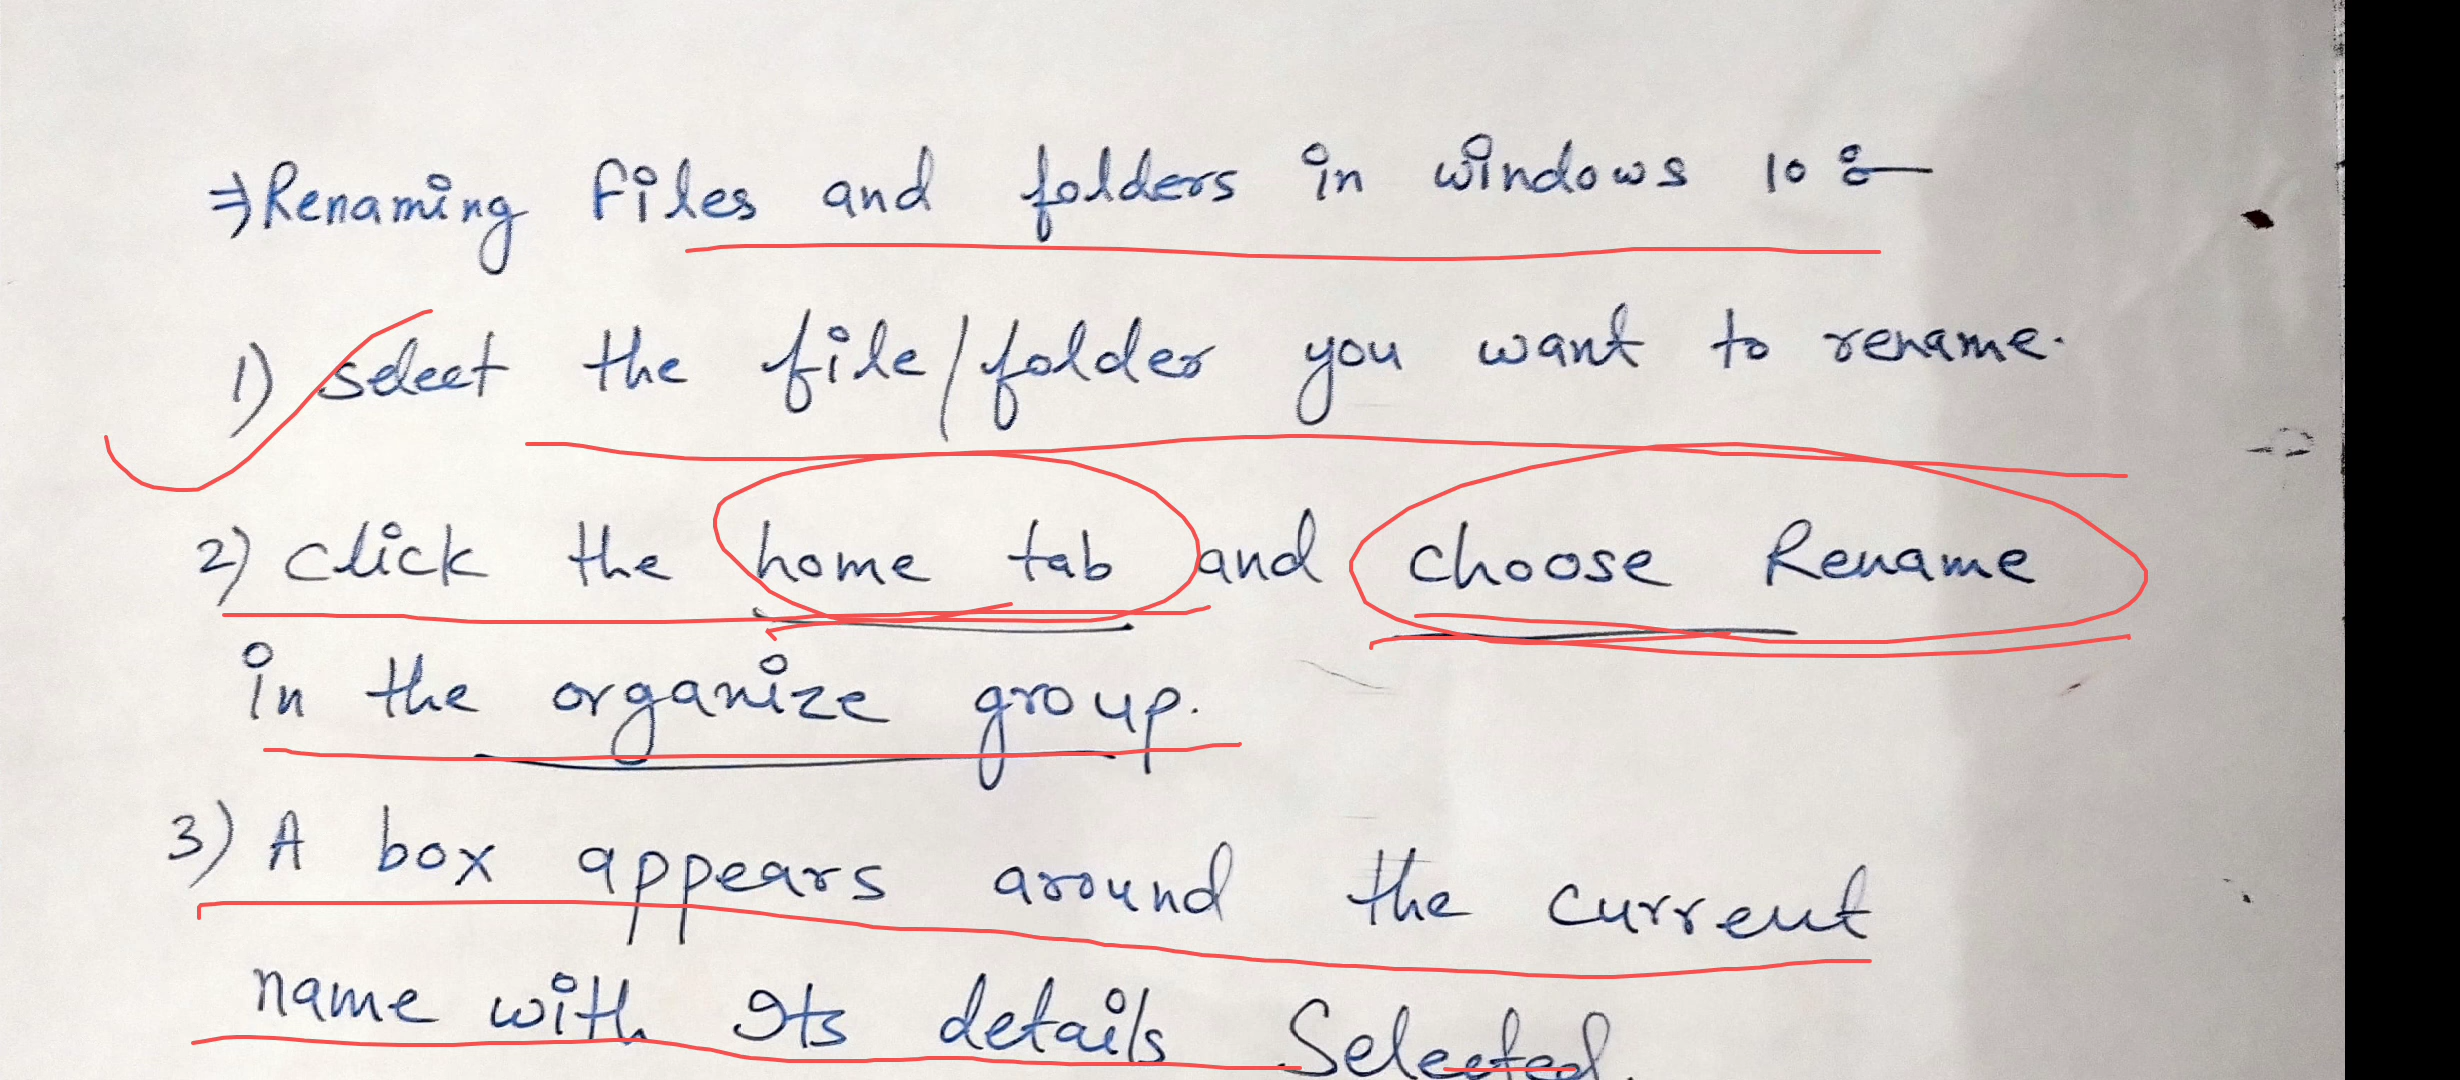 ⇒Renaming Files and folders in windows 10 :-
1) select the file/folder you want to rename.
2) click the home tab and choose Rename
in the organize group.
3) A box appears around the current
name with Its details Selected.